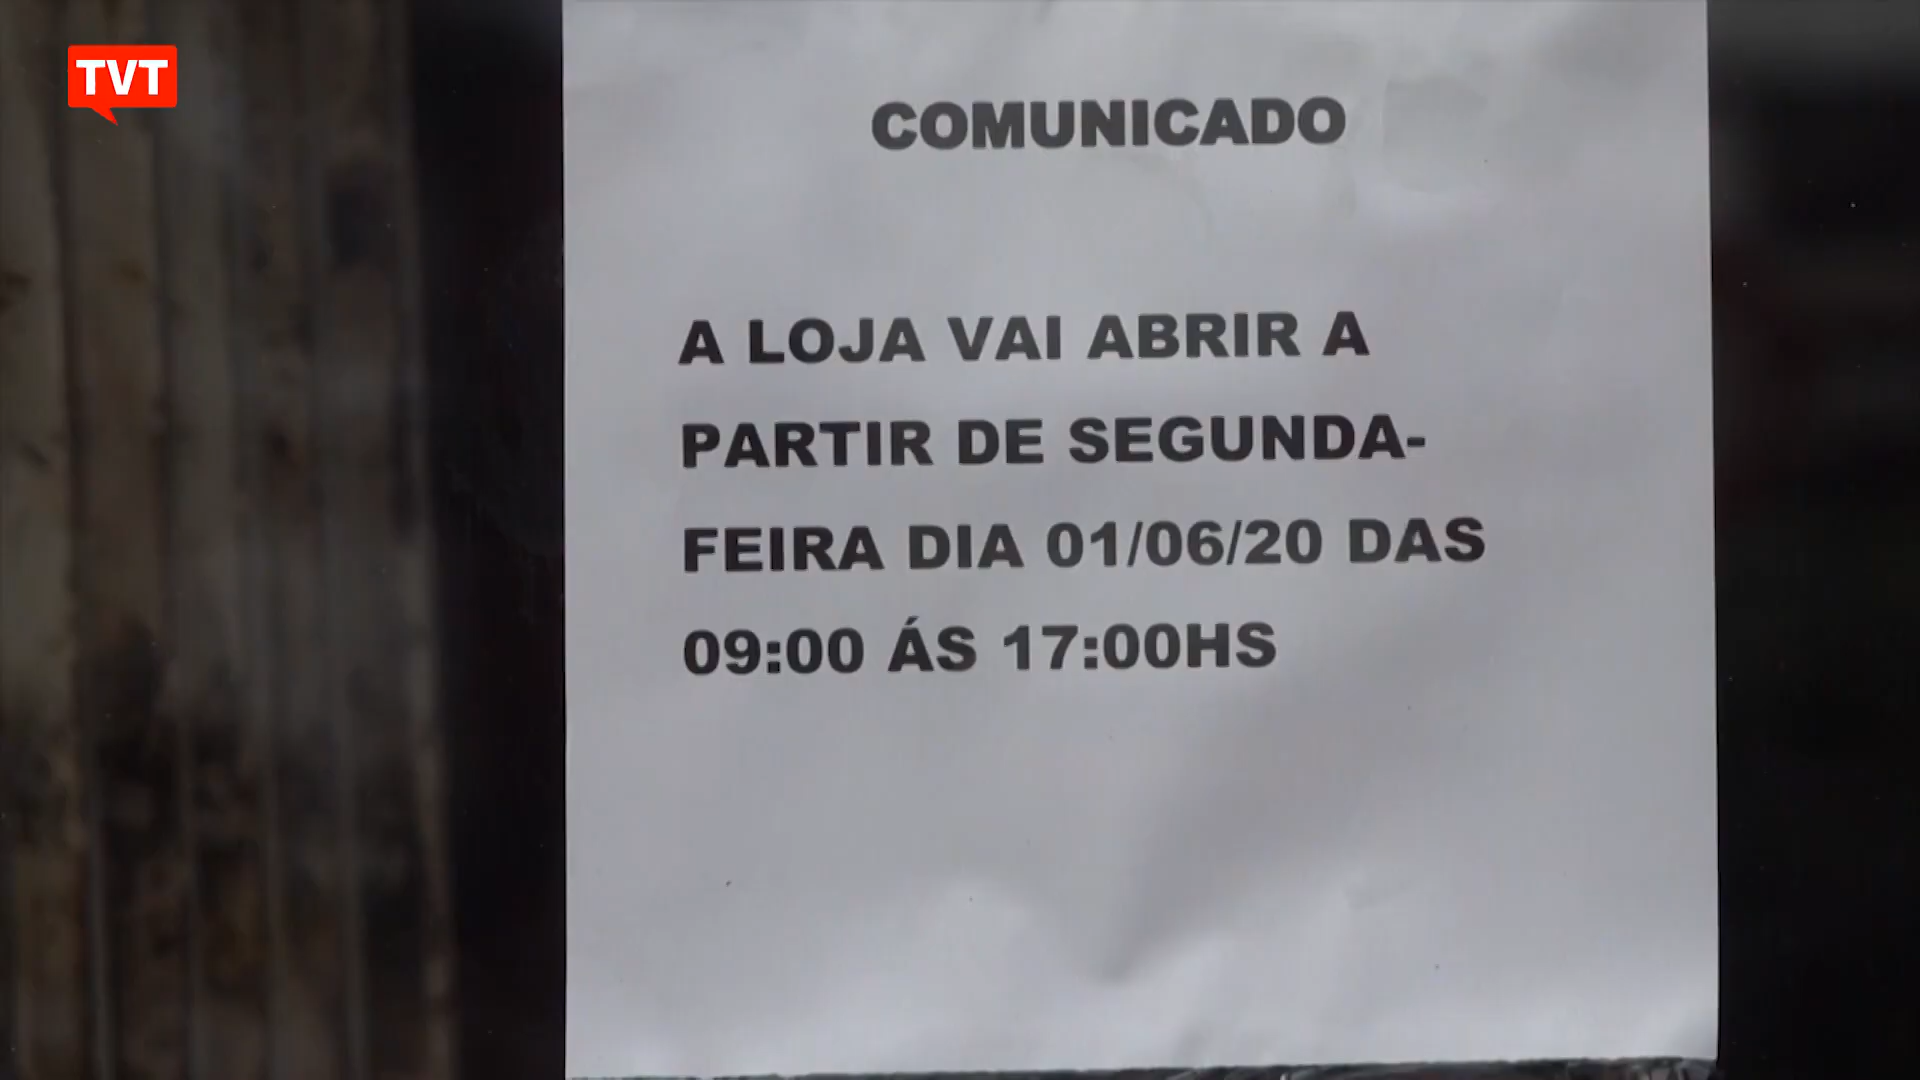 TVT
COMUNICADO
A LOJA VAI ABRIR A
PARTIR DE SEGUNDA-
FEIRA DIA 01/06/20 DAS
09:00 ÁS 17:00HS